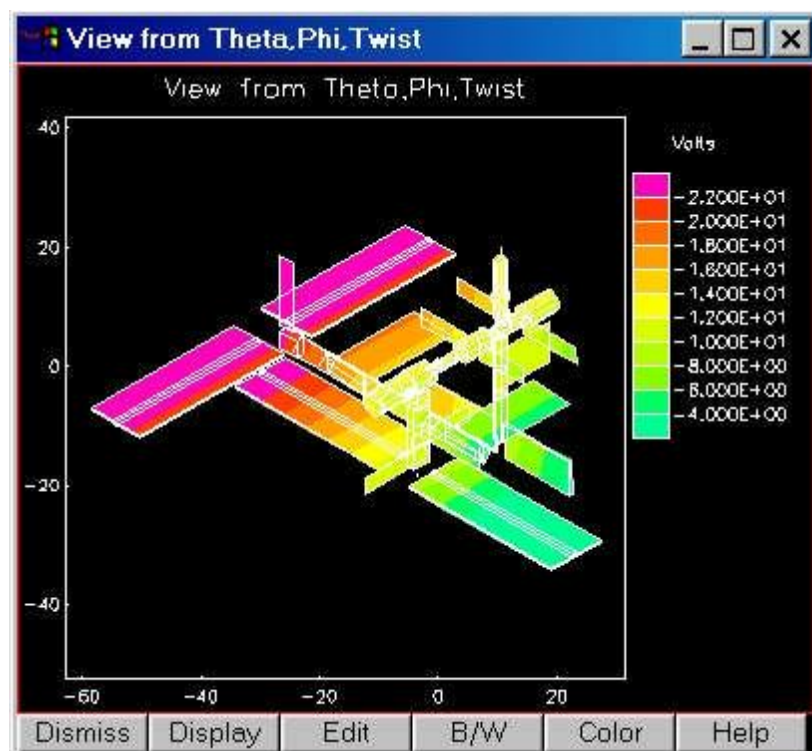 View from Theta,Phi,Twist
View from Theta,Phi,Twist
40
Volts
-2.200E+01
-2.000E+01
20
-1.800E+01
-1.600E+01
-1.400E+01
-1.200E+01
0
-1.000E+01
-8.000E+00
-6.000E+00
-4.000E+00
-20
-40
-60
-40
-20
0
20
Dismiss
Display
Edit
B/W
Color
Help